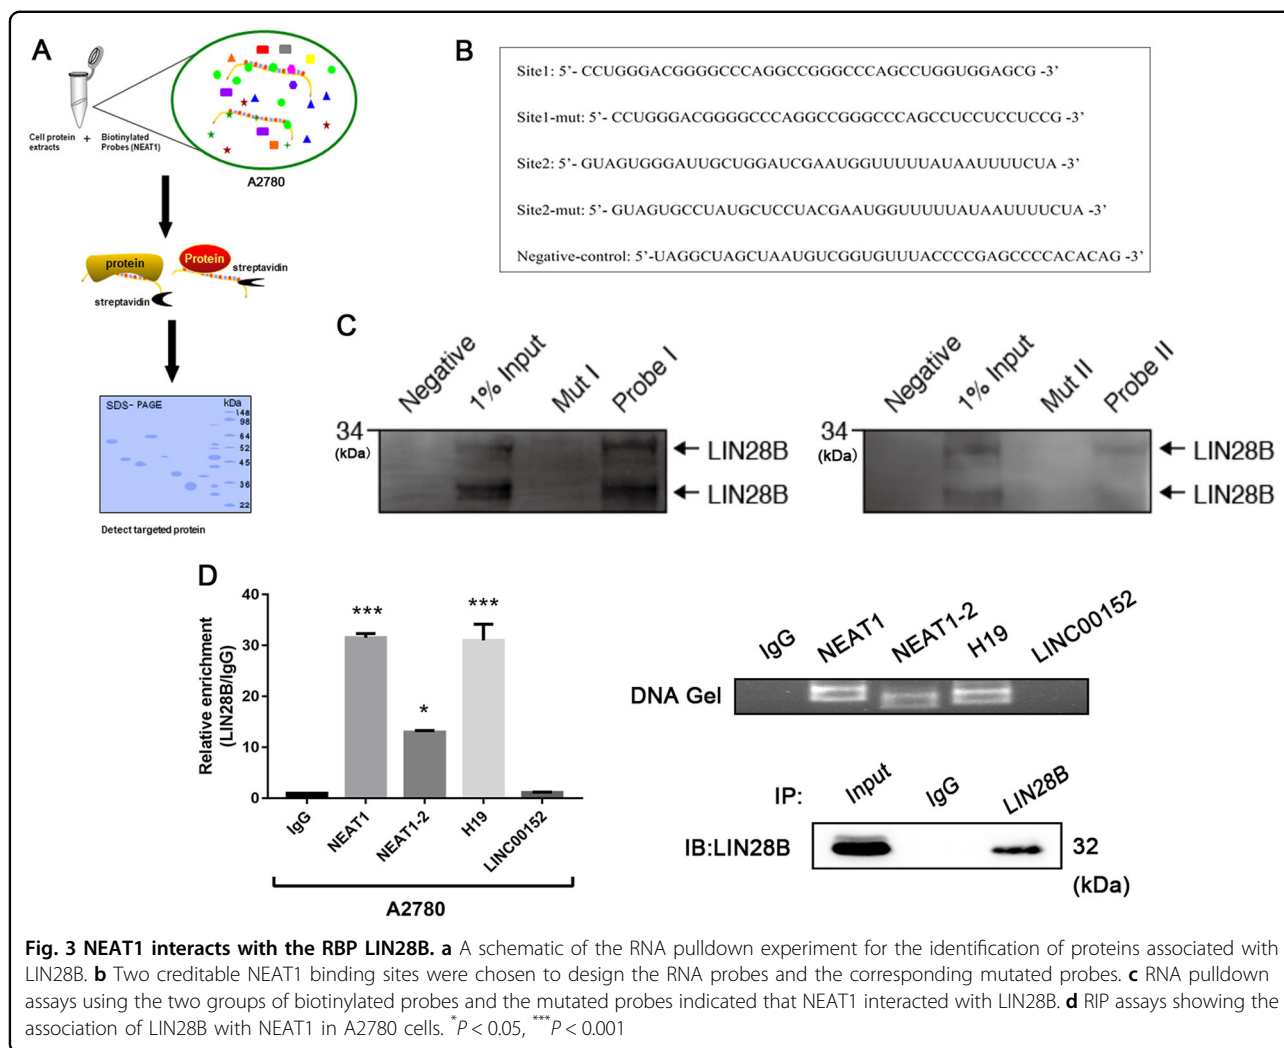 A
Cell protein extracts + Biotinylated Probes (NEAT1)
A2780
protein
Protein
streptavidin
streptavidin
SDS-PAGE
kDa
148
98
64
52
45
36
22
Detect targeted protein
B
Site1: 5’- CCUGGGACGGGGCCCAGGCCGGGCCCAGCCUGGUGGAGCG -3’
Site1-mut: 5’- CCUGGGACGGGGCCCAGGCCGGGCCCAGCCUCCUCCUCCG -3’
Site2: 5’- GUAGUGGGAUUGCUGGAUCGAAUGGUUUUUAUAAUUUUCUA -3’
Site2-mut: 5’- GUAGUGCCUAUGCUCCUACGAAUGGUUUUUAUAAUUUUCUA -3’
Negative-control: 5’-UAGGCUAGCUAAUGUCGGUGUUUACCCCGAGCCCCACACAG -3’
C
Negative 1% Input Mut I Probe I
34
(kDa)
LIN28B
LIN28B
Negative 1% Input Mut II Probe II
34
(kDa)
LIN28B
LIN28B
D
Relative enrichment
(LIN28B/IgG)
40
30
20
10
0
***
*
***
IgG NEAT1 NEAT1-2 H19 LINC00152
A2780
IgG NEAT1 NEAT1-2 H19 LINC00152
DNA Gel
IP: Input IgG LIN28B
IB:LIN28B
32
(kDa)
Fig. 3 NEAT1 interacts with the RBP LIN28B. a A schematic of the RNA pulldown experiment for the identification of proteins associated with
LIN28B. b Two creditable NEAT1 binding sites were chosen to design the RNA probes and the corresponding mutated probes. c RNA pulldown
assays using the two groups of biotinylated probes and the mutated probes indicated that NEAT1 interacted with LIN28B. d RIP assays showing the
association of LIN28B with NEAT1 in A2780 cells. *P < 0.05, ***P < 0.001